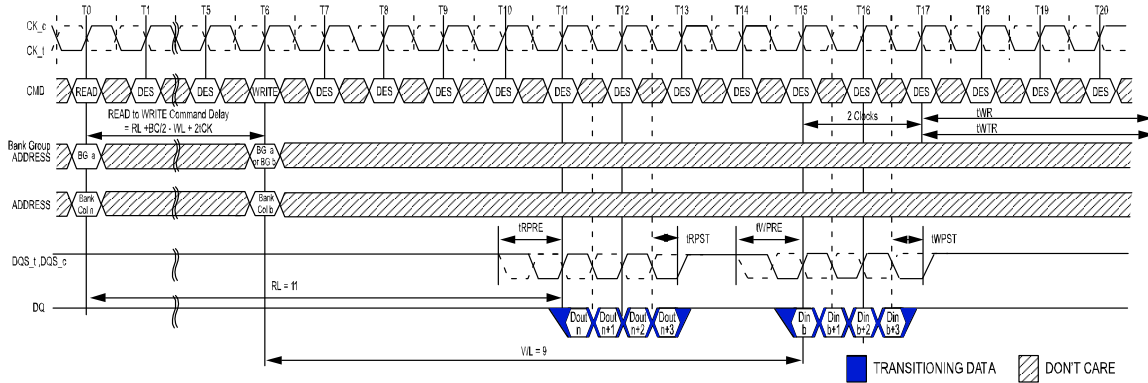 T0 T1 T5 T6 T7 T8 T9 T10 T11 T12 T13 T14 T15 T16 T17 T18 T19 T20
CK_c
CK_t
CMD READ DES DES WRITE DES DES DES DES DES DES DES DES DES DES DES DES DES DES
READ to WRITE Command Delay
= RL +BC/2 - WL + 2tCK
2 Clocks
tWR
tWTR
Bank Group
ADDRESS
BG a
BG a
or BG b
ADDRESS
Bank
Col n
Bank
Col b
tRPRE
tRPST
tWPRE
tWPST
DQS_t ,DQS_c
RL = 11
DQ
Dout
n
Dout
n+1
Dout
n+2
Dout
n+3
Din
b
Din
b+1
Din
b+2
Din
b+3
WL = 9
TRANSITIONING DATA
DON'T CARE